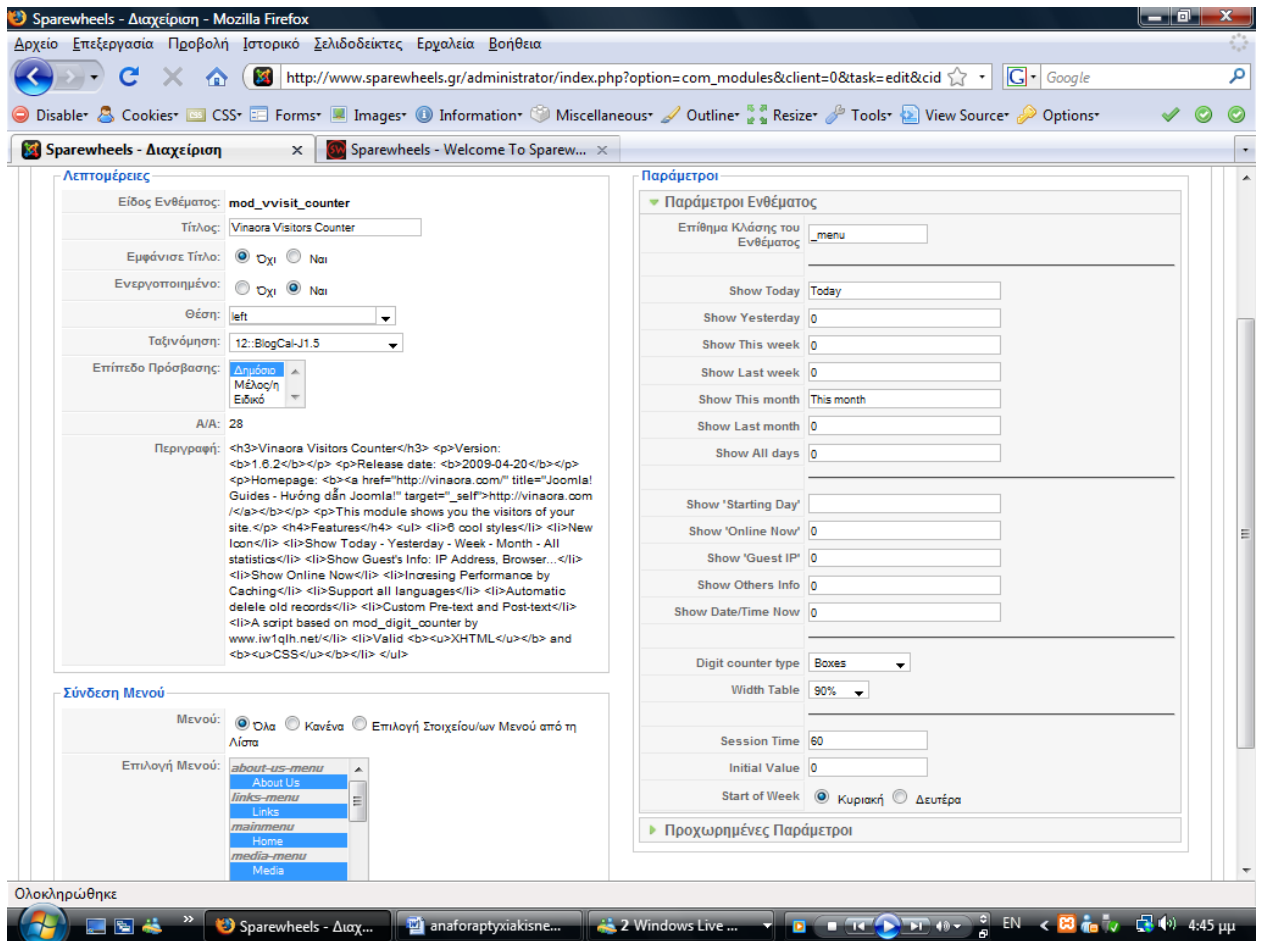 Sparewheels - Διαχείριση - Mozilla Firefox
Αρχείο Επεξεργασία Προβολή Ιστορικό Σελιδοδείκτες Εργαλεία Βοήθεια
http://www.sparewheels.gr/administrator/index.php?option=com_modules&client=0&task=edit&cid
Google
Disable Cookies CSS Forms Images Information Miscellaneous Outline Resize Tools View Source Options
Sparewheels - Διαχείριση
Sparewheels - Welcome To Sparew...
Λεπτομέρειες
Είδος Ενθέματος: mod_vvisit_counter
Τίτλος: Vinaora Visitors Counter
Εμφάνισε Τίτλο: Όχι Ναι
Ενεργοποιημένο: Όχι Ναι
Θέση: left
Ταξινόμηση: 12::BlogCal-J1.5
Επίπεδο Πρόσβασης: Δημόσιο
Μέλος/η
Ειδικό
Α/Α: 28
Περιγραφή: <h3>Vinaora Visitors Counter</h3> <p>Version:
<b>1.6.2</b></p> <p>Release date: <b>2009-04-20</b></p>
<p>Homepage: <b><a href="http://vinaora.com/" title="Joomla!
Guides - Hướng dẫn Joomla!" target="_self">http://vinaora.com
/</a></b></p> <p>This module shows you the visitors of your
site.</p> <h4>Features</h4> <ul> <li>6 cool styles</li> <li>New
Icon</li> <li>Show Today - Yesterday - Week - Month - All
statistics</li> <li>Show Guest's Info: IP Address, Browser...</li>
<li>Show Online Now</li> <li>Incresing Performance by
Caching</li> <li>Support all languages</li> <li>Automatic
delele old records</li> <li>Custom Pre-text and Post-text</li>
<li>A script based on mod_digit_counter by
www.iw1qlh.net/</li> <li>Valid <b><u>XHTML</u></b> and
<b><u>CSS</u></b></li> </ul>
Σύνδεση Μενού
Μενού: Όλα Κανένα Επιλογή Στοιχείου/ων Μενού από τη
Λίστα
Επιλογή Μενού: about-us-menu
About Us
links-menu
Links
mainmenu
Home
media-menu
Media
Παράμετροι
Παράμετροι Ενθέματος
Επίθημα Κλάσης του
Ενθέματος _menu
Show Today Today
Show Yesterday 0
Show This week 0
Show Last week 0
Show This month This month
Show Last month 0
Show All days 0
Show 'Starting Day'
Show 'Online Now' 0
Show 'Guest IP' 0
Show Others Info 0
Show Date/Time Now 0
Digit counter type Boxes
Width Table 90%
Session Time 60
Initial Value 0
Start of Week Κυριακή Δευτέρα
Προχωρημένες Παράμετροι
Ολοκληρώθηκε
Sparewheels - Διαχ...
anaforaptyxiakisne...
2 Windows Live ...
EN
4:45 μμ